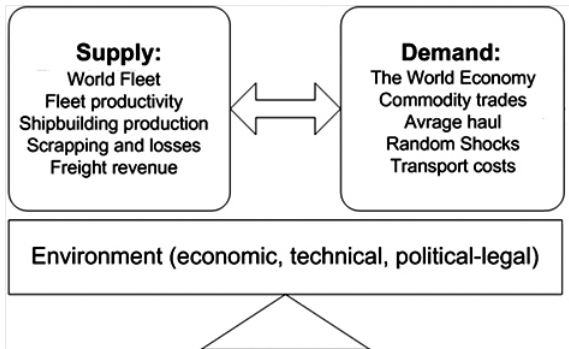 Supply:
World Fleet
Fleet productivity
Shipbuilding production
Scrapping and losses
Freight revenue
Demand:
The World Economy
Commodity trades
Avrage haul
Random Shocks
Transport costs
Environment (economic, technical, political-legal)